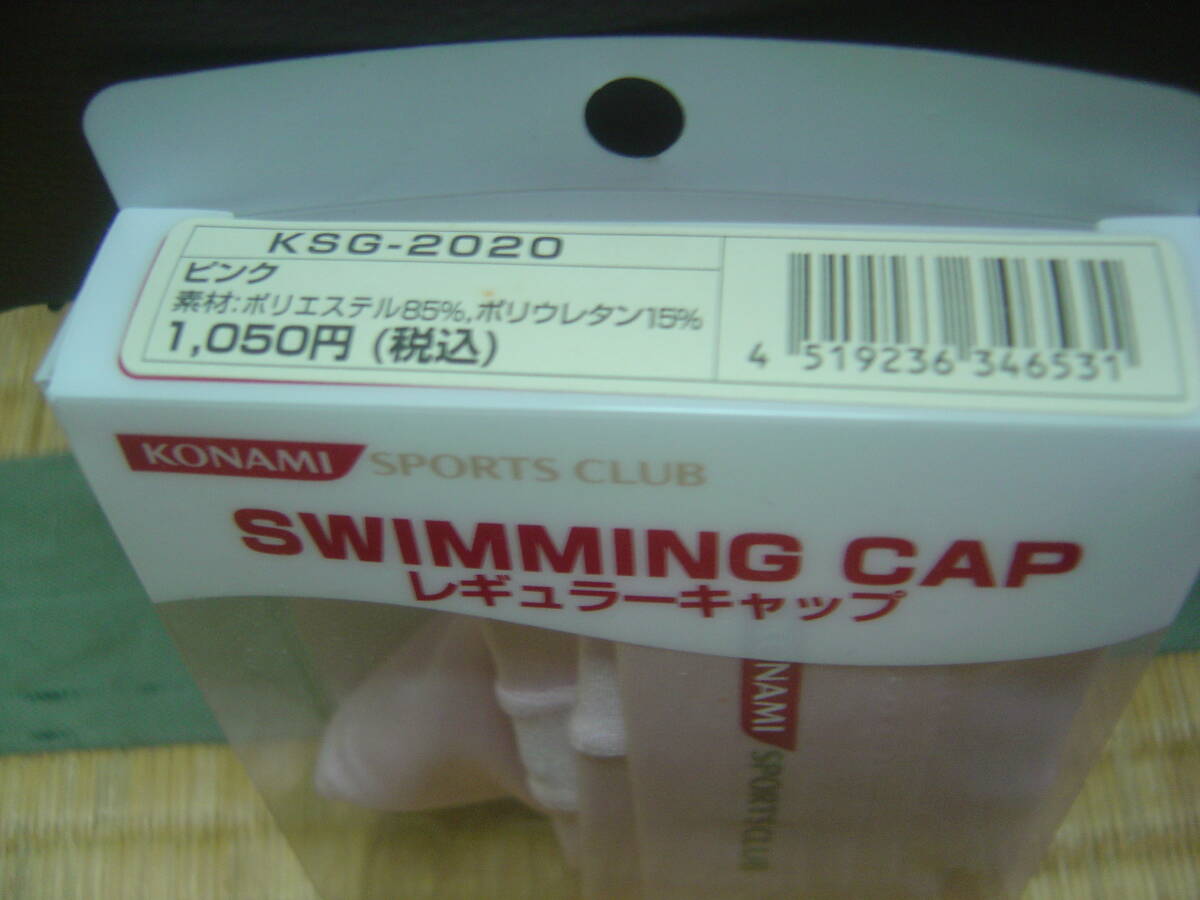 KSG-2020
ピンク
素材:ポリエステル85%,ポリウレタン15%
1,050円 (税込)
4 519236 346531
KONAMI SPORTS CLUB
SWIMMING CAP
レギュラーキャップ
KONAMI SPORTS CLUB